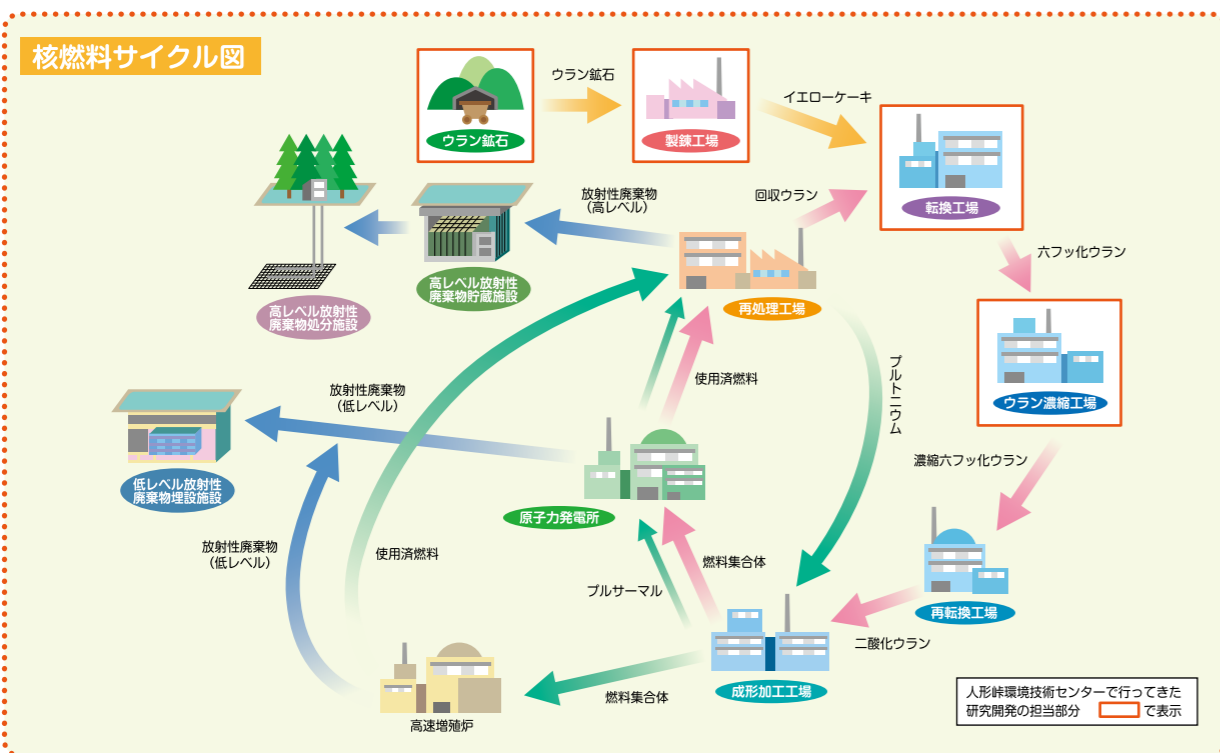 核燃料サイクル図
ウラン鉱石
ウラン鉱石
製錬工場
イエローケーキ
転換工場
放射性廃棄物
(高レベル)
回収ウラン
高レベル放射性
廃棄物処分施設
高レベル放射性
廃棄物貯蔵施設
再処理工場
六フッ化ウラン
ウラン濃縮工場
使用済燃料
プルトニウム
放射性廃棄物
(低レベル)
低レベル放射性
廃棄物埋設施設
原子力発電所
濃縮六フッ化ウラン
放射性廃棄物
(低レベル)
使用済燃料
プルサーマル
燃料集合体
再転換工場
二酸化ウラン
成形加工工場
燃料集合体
高速増殖炉
人形峠環境技術センターで行ってきた
研究開発の担当部分 で表示